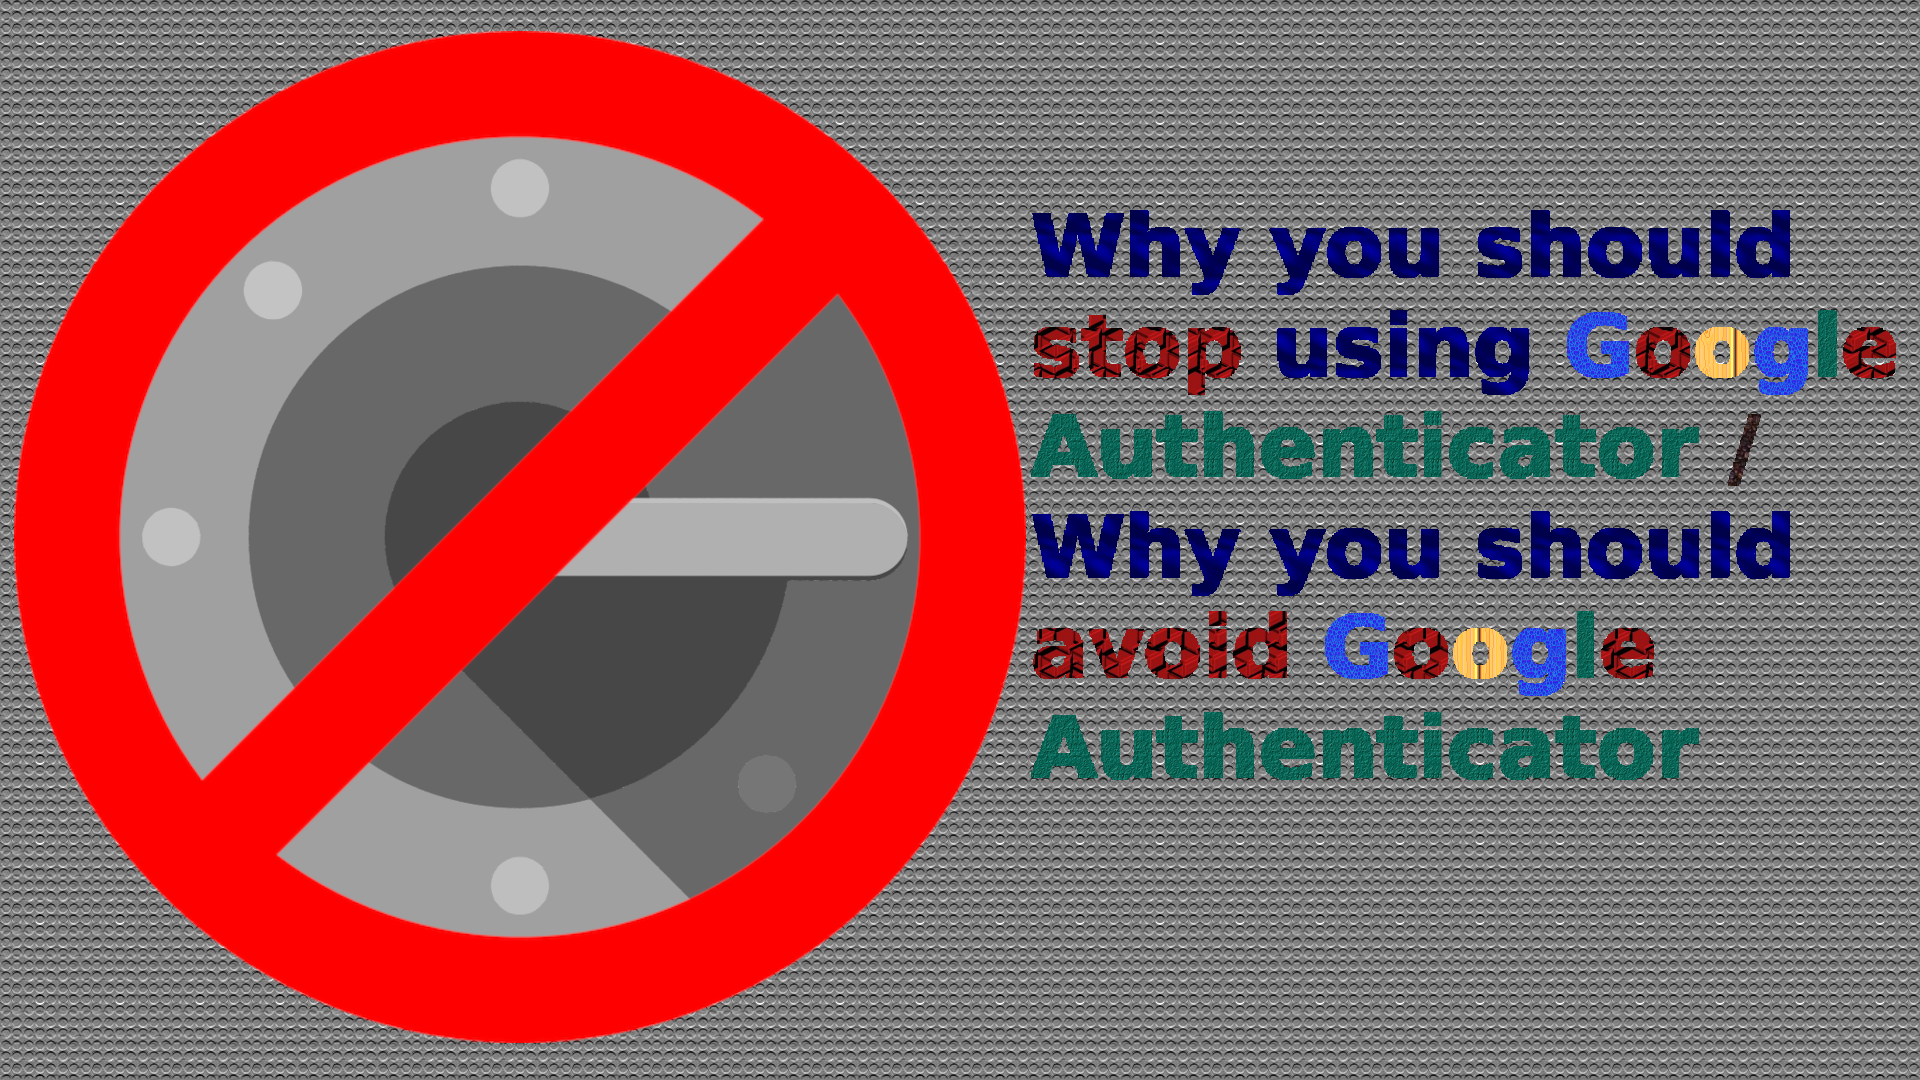 Why you should
stop using Google
Authenticator /
Why you should
avoid Google
Authenticator